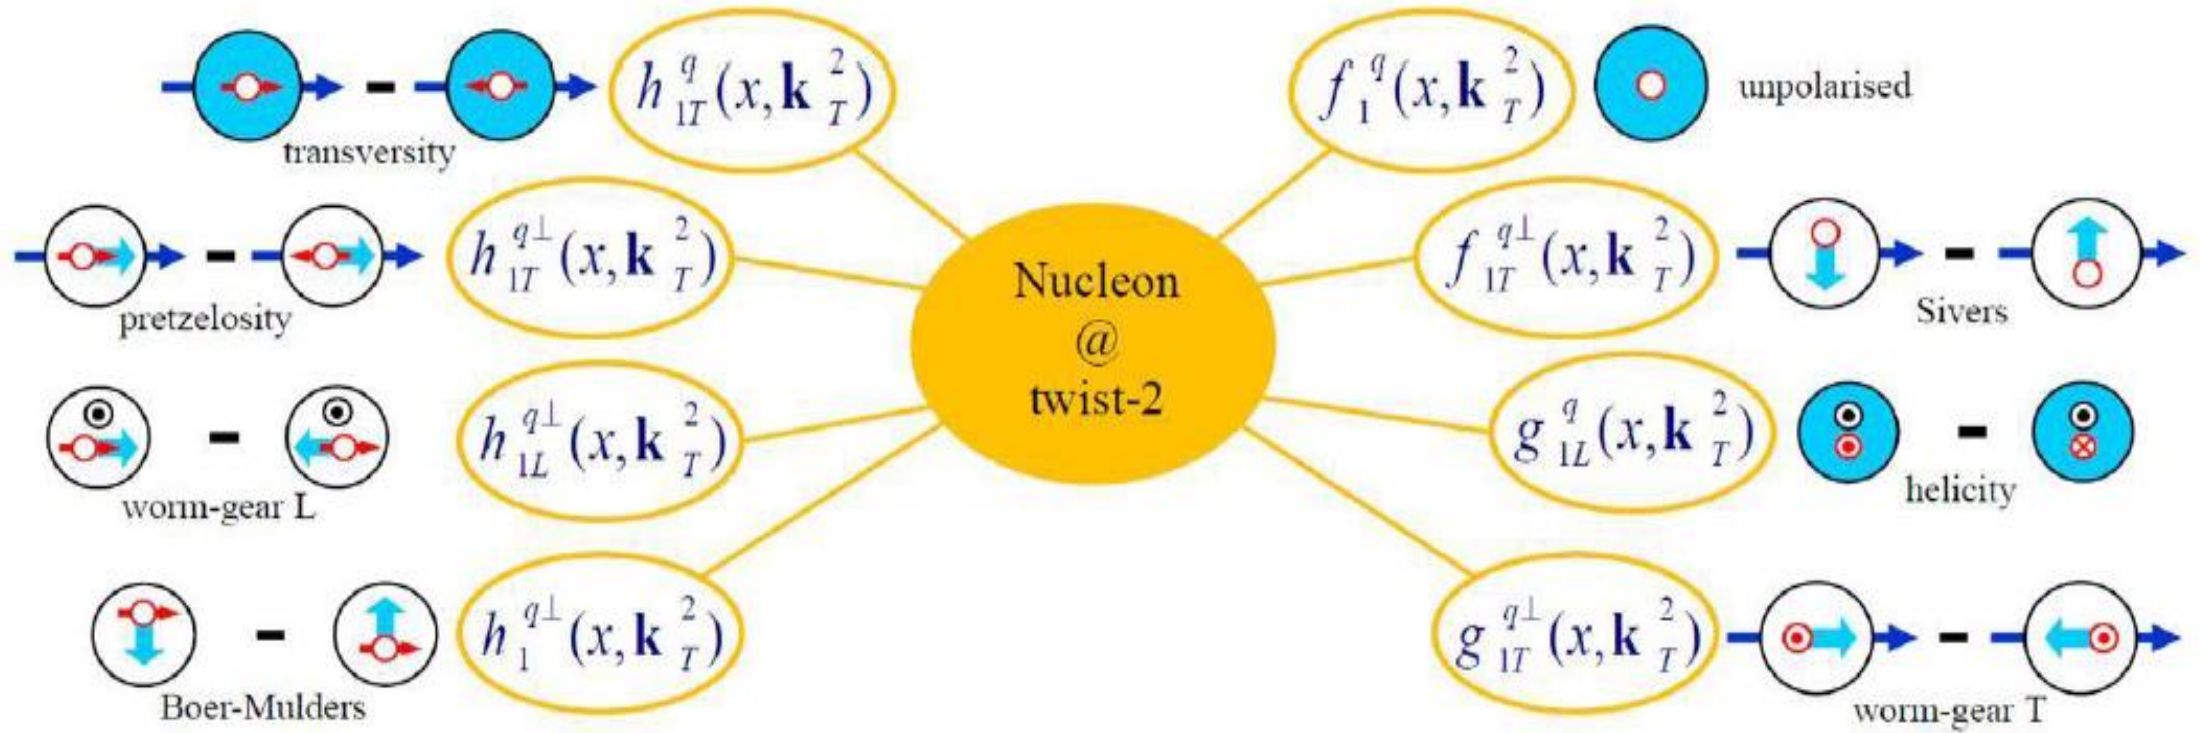 h_{1T}^{q}(x,𝐤_T^2)
transversity
h_{1T}^{q⊥}(x,𝐤_T^2)
pretzelosity
h_{1L}^{q⊥}(x,𝐤_T^2)
worm-gear L
h_1^{q⊥}(x,𝐤_T^2)
Boer-Mulders
Nucleon
@
twist-2
f_1^{q}(x,𝐤_T^2)
unpolarised
f_{1T}^{q⊥}(x,𝐤_T^2)
Sivers
g_{1L}^{q}(x,𝐤_T^2)
helicity
g_{1T}^{q⊥}(x,𝐤_T^2)
worm-gear T